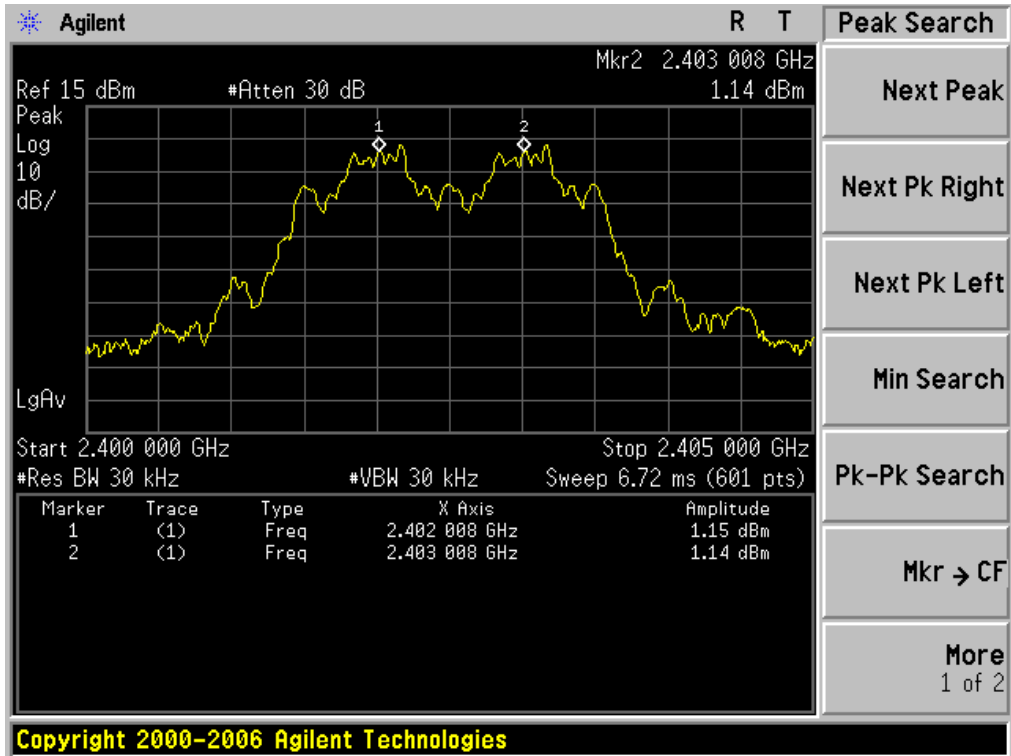 Agilent R T
Mkr2 2.403 008 GHz
Ref 15 dBm #Atten 30 dB 1.14 dBm
Peak
Log
10
dB/
1 2
LgAv
Start 2.400 000 GHz Stop 2.405 000 GHz
#Res BW 30 kHz #VBW 30 kHz Sweep 6.72 ms (601 pts)
Marker Trace Type X Axis Amplitude
1 (1) Freq 2.402 008 GHz 1.15 dBm
2 (1) Freq 2.403 008 GHz 1.14 dBm
Peak Search
Next Peak
Next Pk Right
Next Pk Left
Min Search
Pk-Pk Search
Mkr → CF
More
1 of 2
Copyright 2000-2006 Agilent Technologies